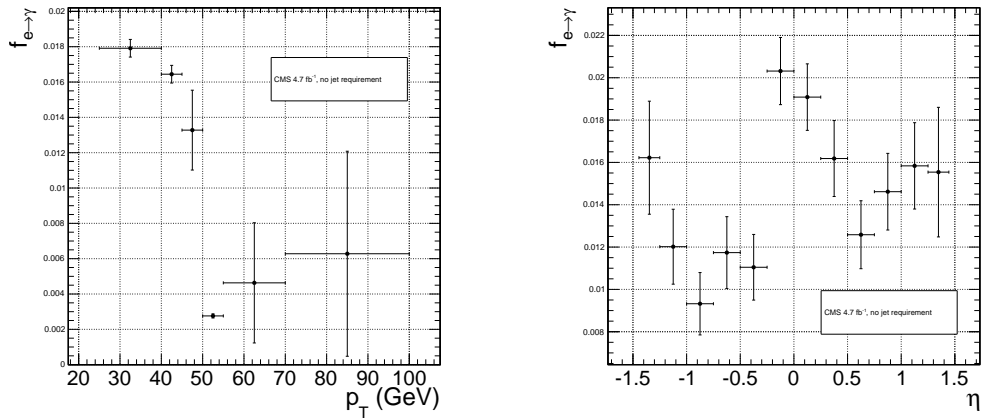 f e→γ
0.02
0.018
0.016
0.014
0.012
0.01
0.008
0.006
0.004
0.002
0
CMS 4.7 fb⁻¹, no jet requirement
20 30 40 50 60 70 80 90 100
p_T (GeV)
f e→γ
0.022
0.02
0.018
0.016
0.014
0.012
0.01
0.008
CMS 4.7 fb⁻¹, no jet requirement
-1.5 -1 -0.5 0 0.5 1 1.5
η